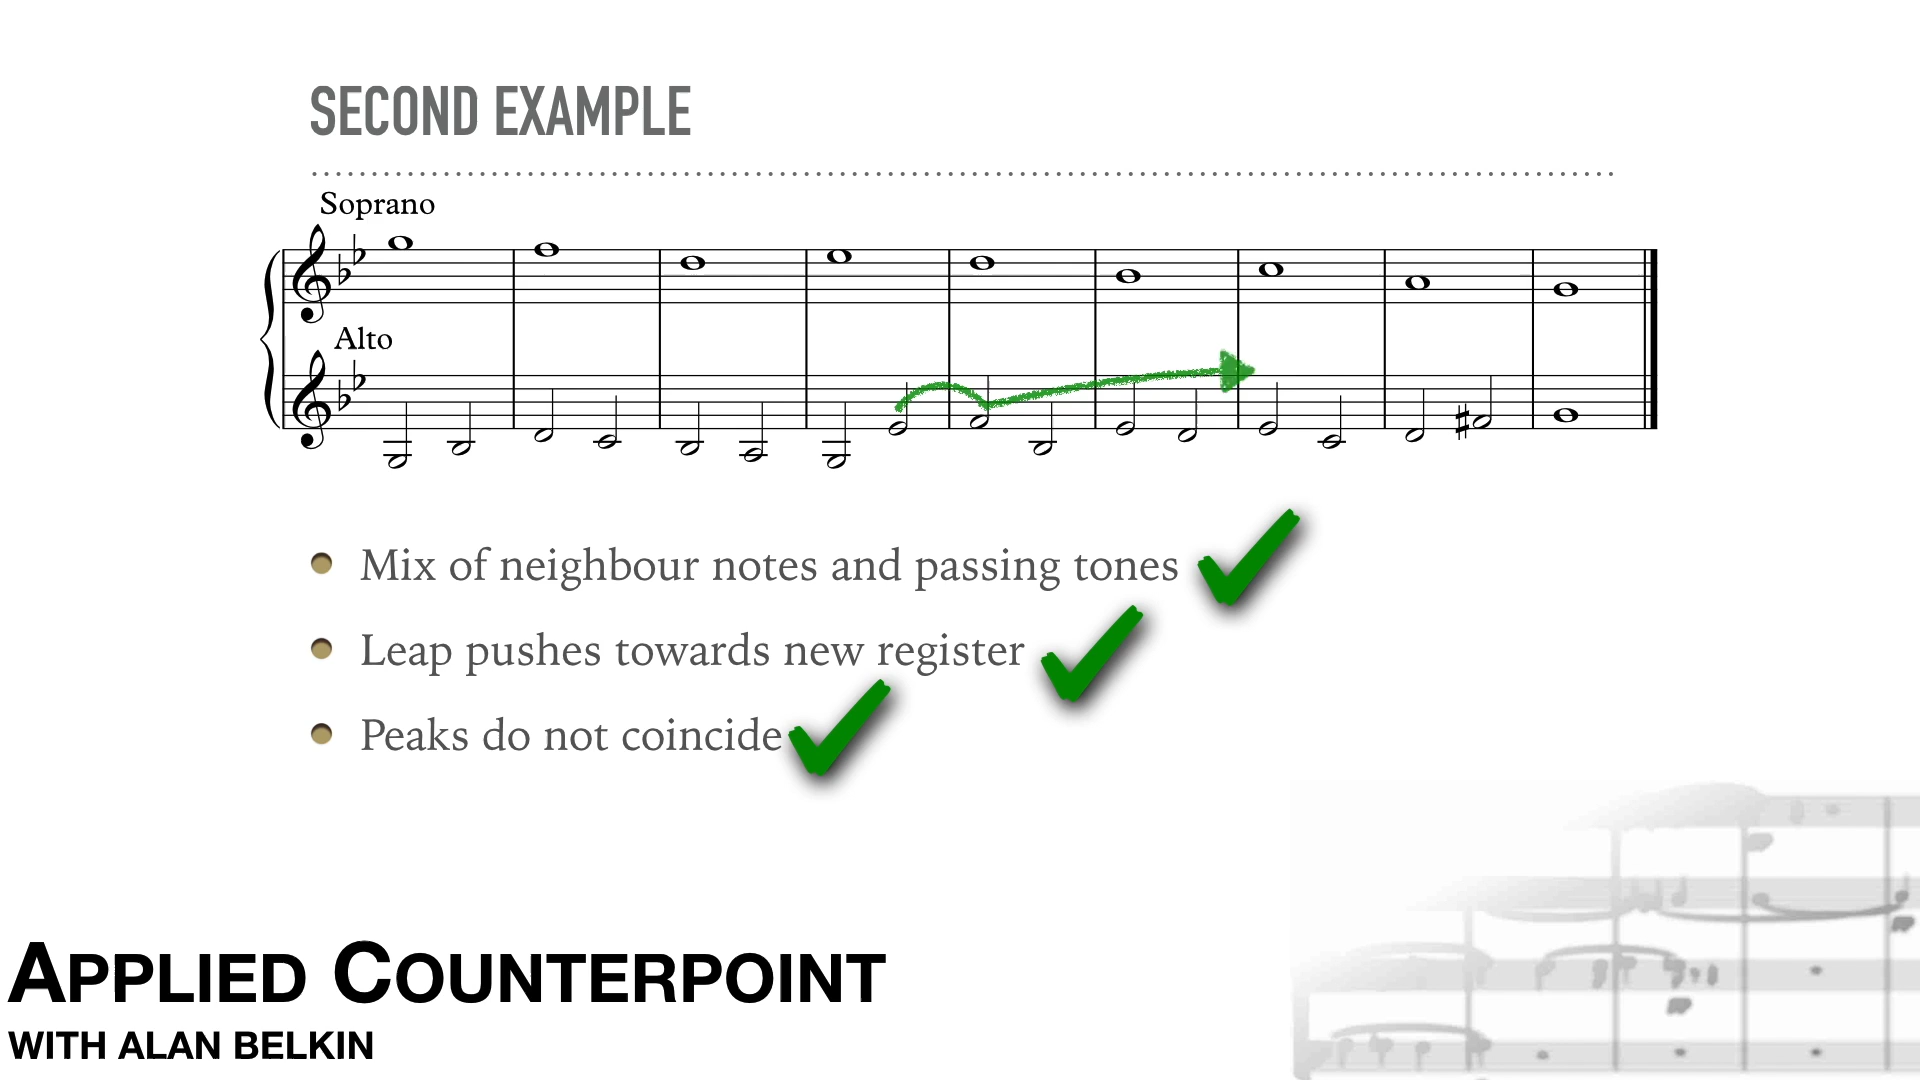 SECOND EXAMPLE
Soprano
Alto
Mix of neighbour notes and passing tones
Leap pushes towards new register
Peaks do not coincide
APPLIED COUNTERPOINT
WITH ALAN BELKIN